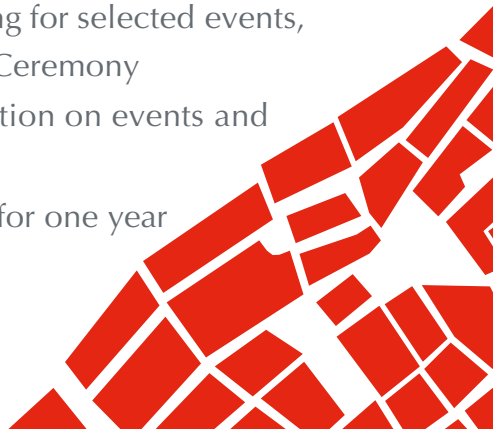 g for selected events,
Ceremony
tion on events and
for one year